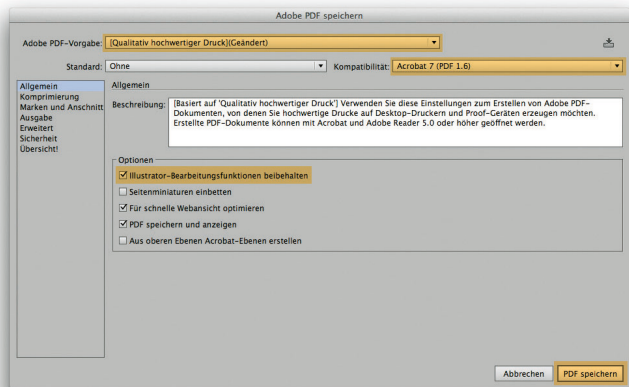 Adobe PDF speichern
Adobe PDF-Vorgabe: [Qualitativ hochwertiger Druck](Geändert)
Standard: Ohne Kompatibilität: Acrobat 7 (PDF 1.6)
Allgemein
Komprimierung
Marken und Anschnitt
Ausgabe
Erweitert
Sicherheit
Übersicht!
Allgemein
Beschreibung: [Basiert auf 'Qualitativ hochwertiger Druck'] Verwenden Sie diese Einstellungen zum Erstellen von Adobe PDF-
Dokumenten, von denen Sie hochwertige Drucke auf Desktop-Druckern und Proof-Geräten erzeugen möchten.
Erstellte PDF-Dokumente können mit Acrobat und Adobe Reader 5.0 oder höher geöffnet werden.
Optionen
Illustrator-Bearbeitungsfunktionen beibehalten
Seitenminiaturen einbetten
Für schnelle Webansicht optimieren
PDF speichern und anzeigen
Aus oberen Ebenen Acrobat-Ebenen erstellen
Abbrechen PDF speichern